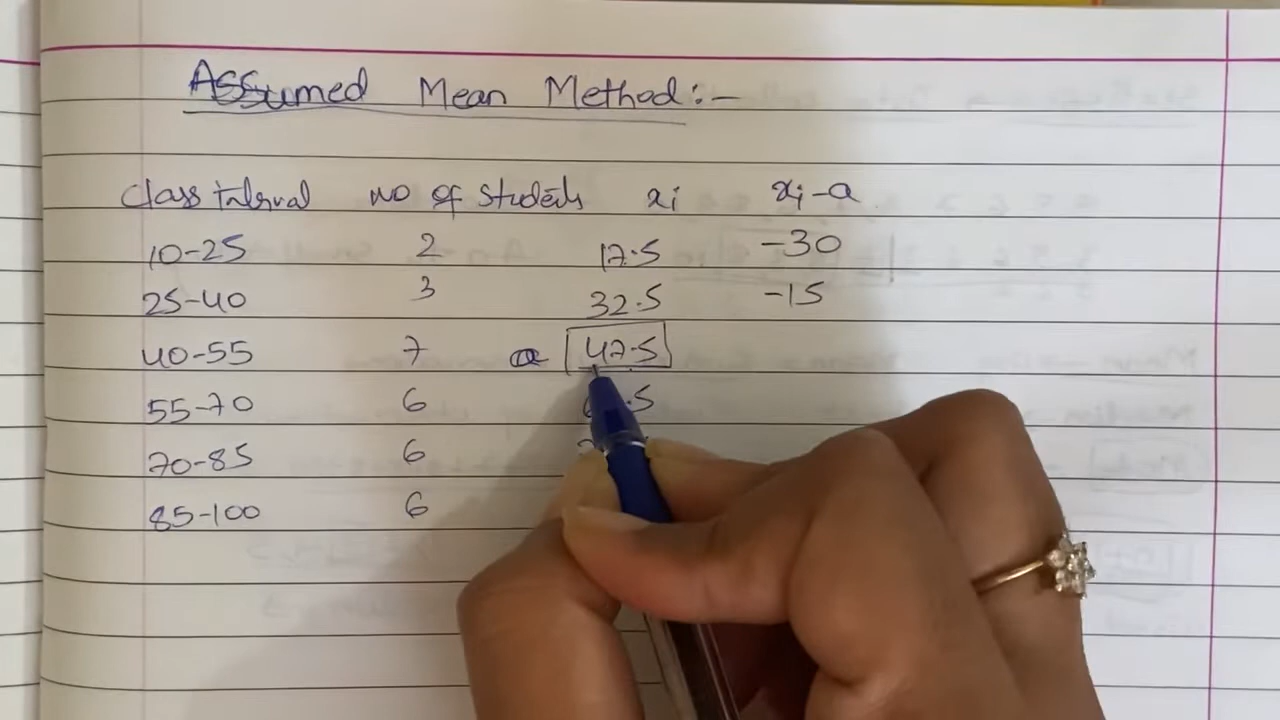 Assumed Mean Method:-
Class Interval No of Students xi xi-a
10-25 2 17.5 -30
25-40 3 32.5 -15
40-55 7 a 47.5
55-70 6
70-85 6
85-100 6